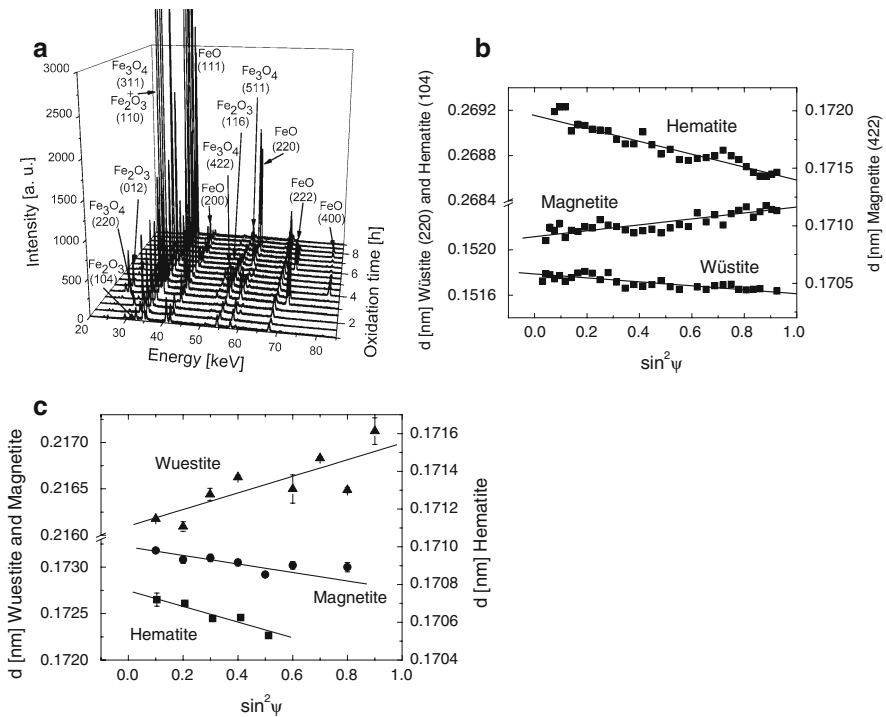 a
Fe3O4
(311)
+
Fe2O3
(110)
FeO
(111)
Fe3O4
(511)
Fe2O3
(116)
Fe3O4
(422)
FeO
(220)
FeO
(200)
FeO
(222)
FeO
(400)
Fe2O3
(012)
Fe3O4
(220)
Fe2O3
(104)
3000
2500
2000
1500
1000
500
0
Intensity [a. u.]
20 30 40 50 60 70 80
Energy [keV]
2
4
6
8
Oxidation time [h]
b
d [nm] Wüstite (220) and Hematite (104)
0.2692
0.2688
0.2684
0.1520
0.1516
Hematite
Magnetite
Wüstite
0.1720
0.1715
0.1710
0.1705
d [nm] Magnetite (422)
0.0 0.2 0.4 0.6 0.8 1.0
sin²ψ
c
d [nm] Wuestite and Magnetite
0.2170
0.2165
0.2160
0.1730
0.1725
0.1720
Wuestite
Magnetite
Hematite
0.1716
0.1714
0.1712
0.1710
0.1708
0.1706
0.1704
d [nm] Hematite
0.0 0.2 0.4 0.6 0.8 1.0
sin²ψ